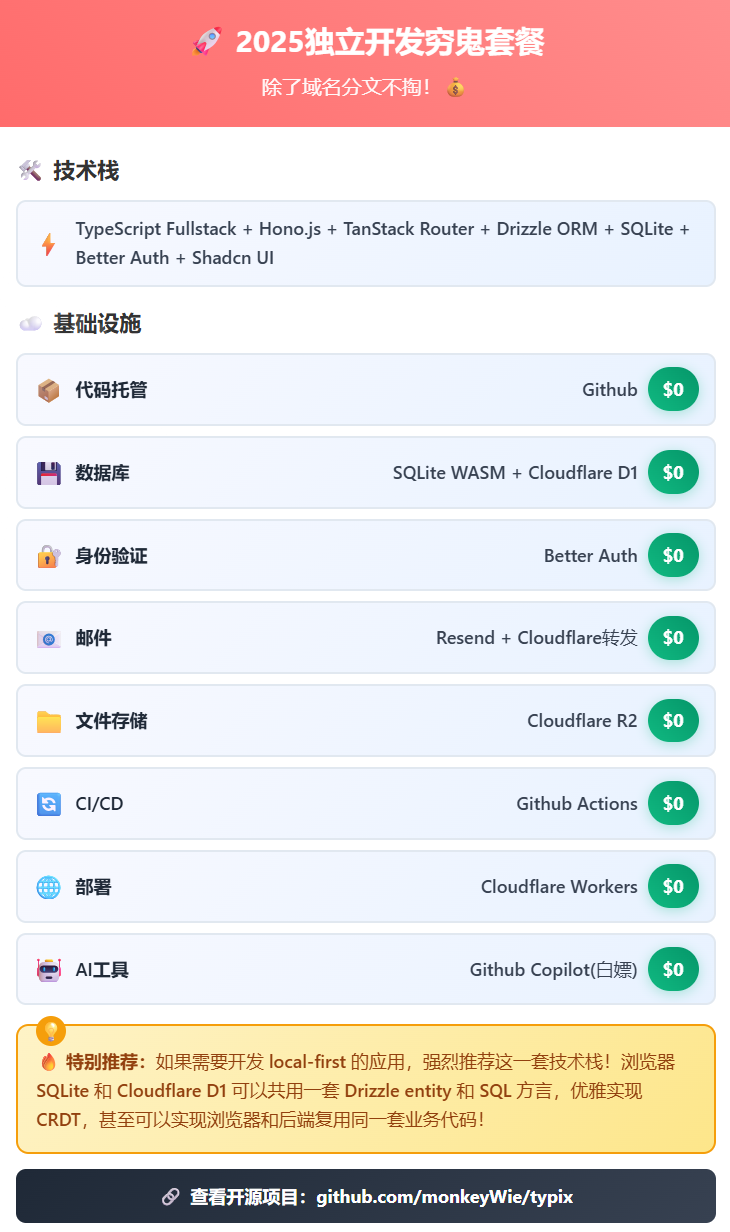 🚀 2025独立开发穷鬼套餐
除了域名分文不掏！💰
🛠️ 技术栈
⚡ TypeScript Fullstack + Hono.js + TanStack Router + Drizzle ORM + SQLite +
Better Auth + Shadcn UI
☁️ 基础设施
📦 代码托管 Github $0
💾 数据库 SQLite WASM + Cloudflare D1 $0
🔐 身份验证 Better Auth $0
📧 邮件 Resend + Cloudflare转发 $0
📁 文件存储 Cloudflare R2 $0
🔄 CI/CD Github Actions $0
🌐 部署 Cloudflare Workers $0
🤖 AI工具 Github Copilot(白嫖) $0
💡
🔥 特别推荐：如果需要开发 local-first 的应用，强烈推荐这一套技术栈！浏览器
SQLite 和 Cloudflare D1 可以共用一套 Drizzle entity 和 SQL 方言，优雅实现
CRDT，甚至可以实现浏览器和后端复用同一套业务代码！
🔗 查看开源项目：github.com/monkeyWie/typix